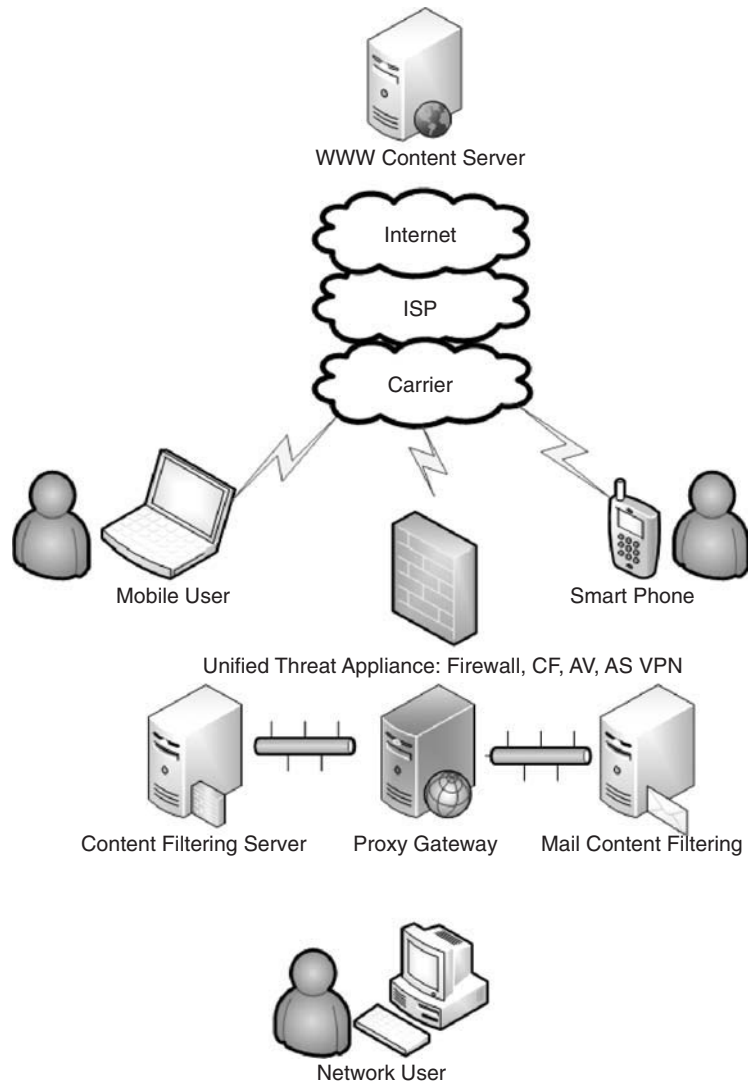 WWW Content Server
Internet
ISP
Carrier
Mobile User
Smart Phone
Unified Threat Appliance: Firewall, CF, AV, AS VPN
Content Filtering Server
Proxy Gateway
Mail Content Filtering
Network User